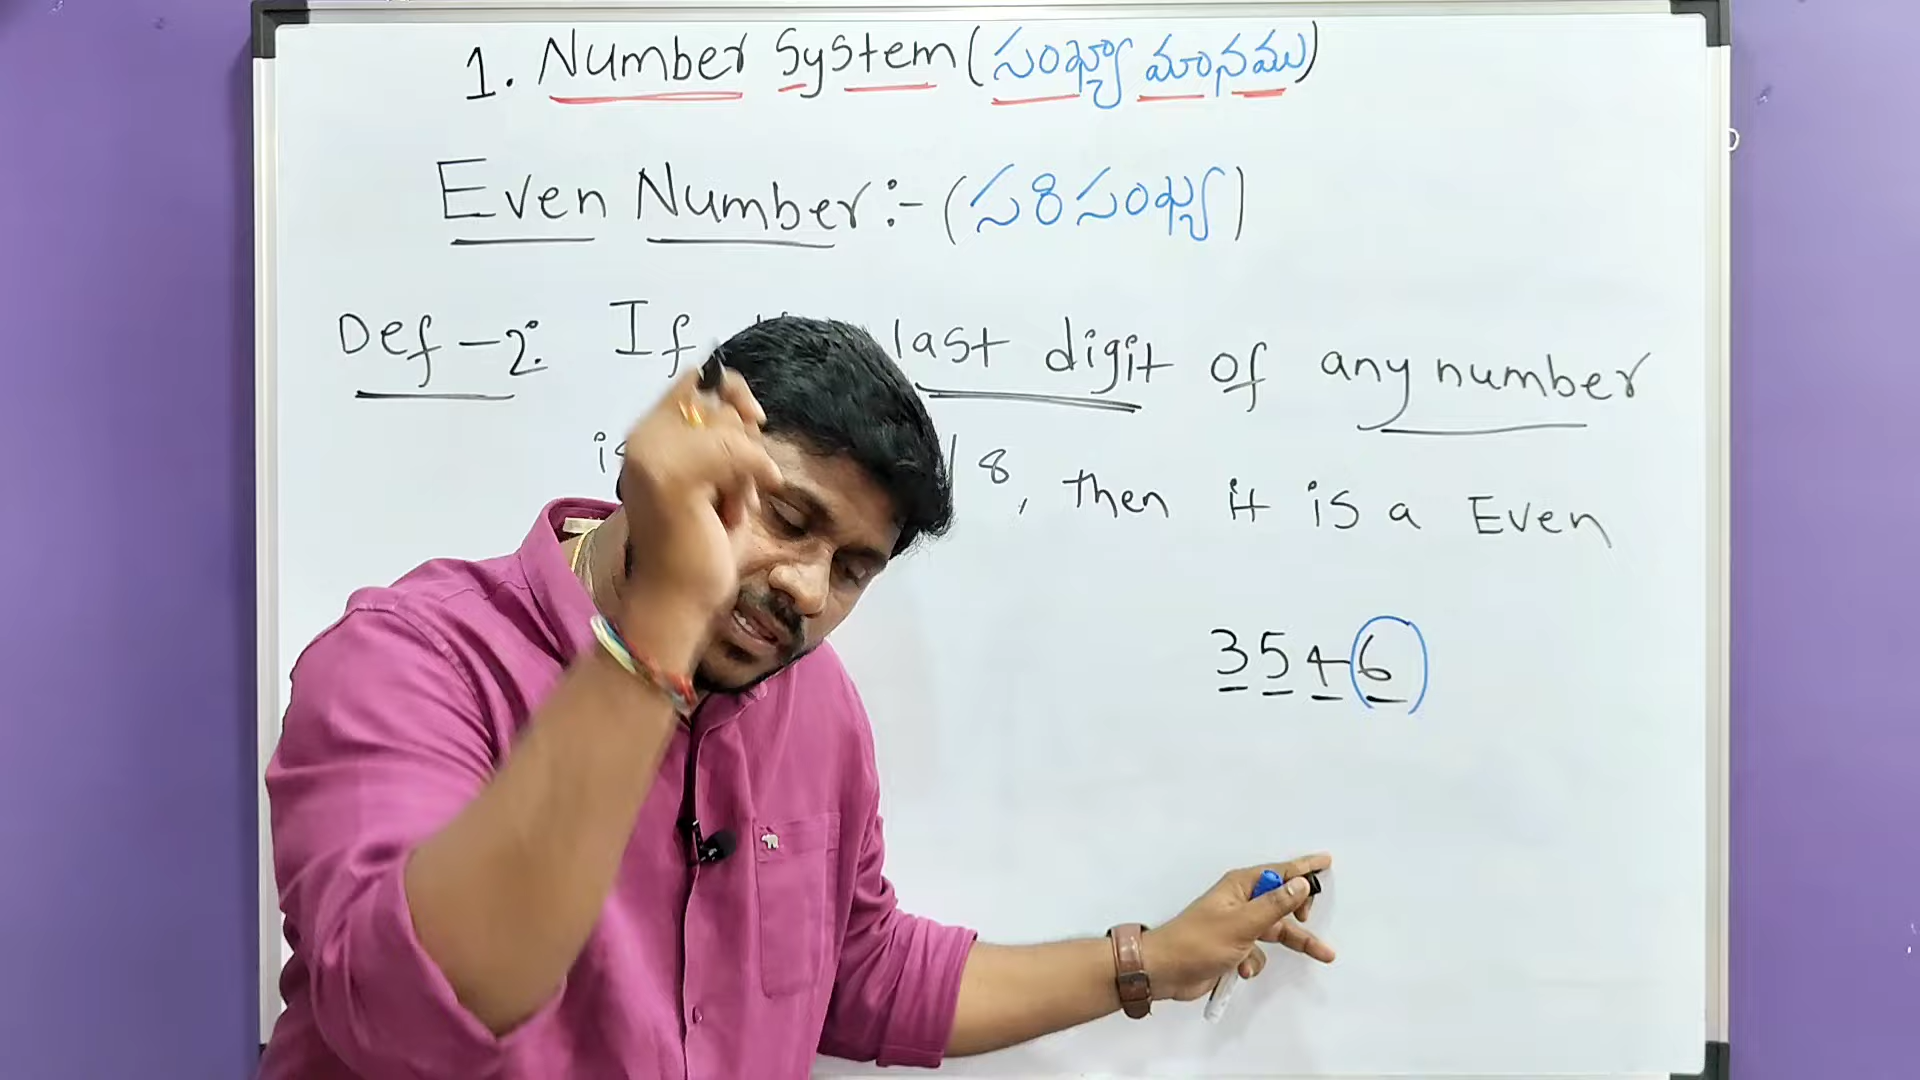 1. Number System (సంఖ్యా మానము)
Even Number:- (సరి సంఖ్య)
Def-2: If last digit of any number
8, then it is a Even
3546